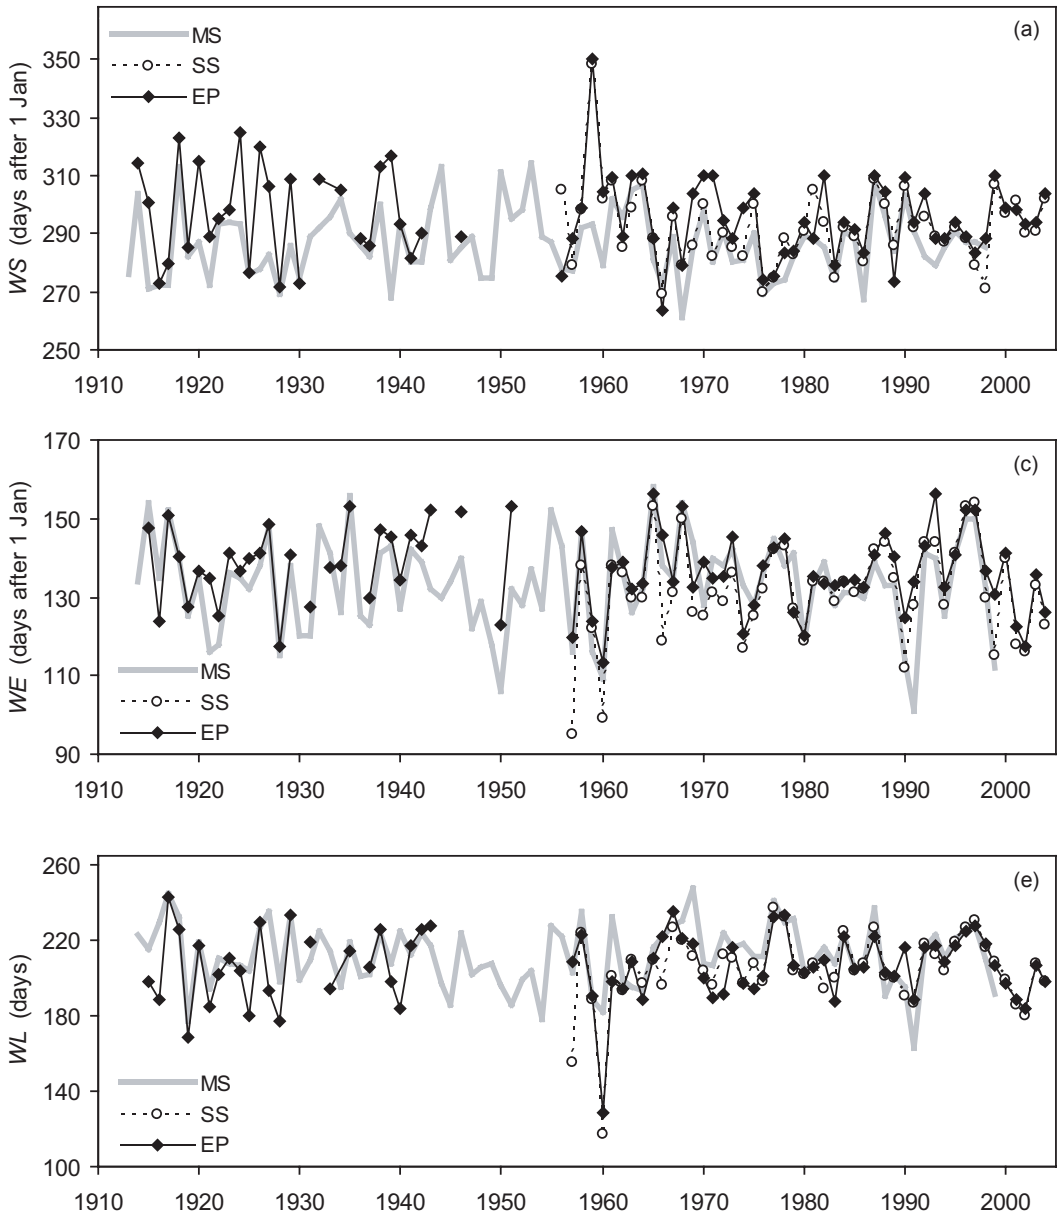 (a)
MS
SS
EP
WS (days after 1 Jan)
350
330
310
290
270
250
1910 1920 1930 1940 1950 1960 1970 1980 1990 2000
(c)
WE (days after 1 Jan)
170
150
130
110
90
MS
SS
EP
1910 1920 1930 1940 1950 1960 1970 1980 1990 2000
(e)
WL (days)
260
220
180
140
100
MS
SS
EP
1910 1920 1930 1940 1950 1960 1970 1980 1990 2000